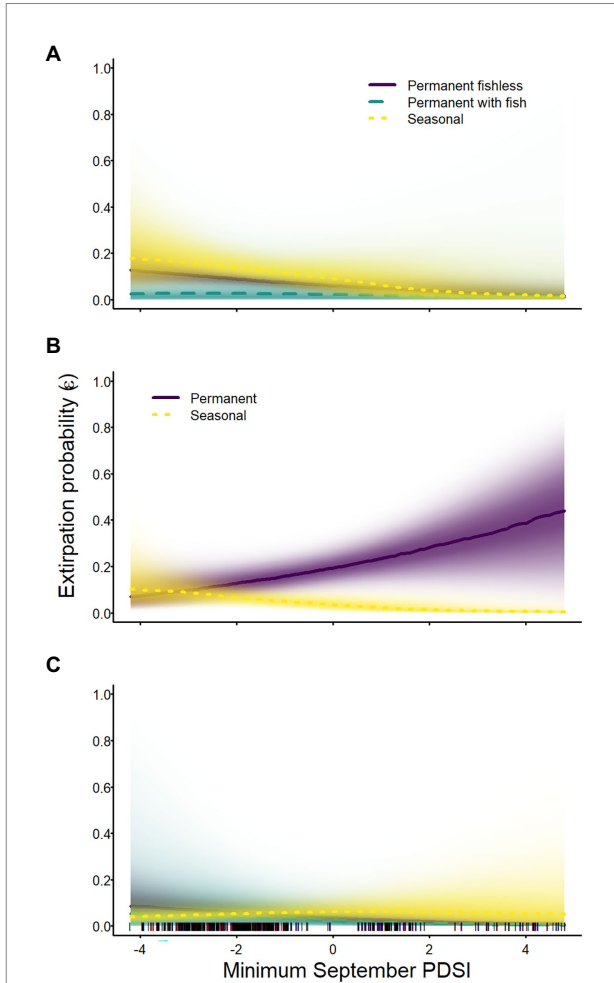 A
1.0
0.8
0.6
0.4
0.2
0.0
Permanent fishless
Permanent with fish
Seasonal
B
1.0
0.8
0.6
0.4
0.2
0.0
Permanent
Seasonal
Extirpation probability (ε)
C
1.0
0.8
0.6
0.4
0.2
0.0
-4 -2 0 2 4
Minimum September PDSI